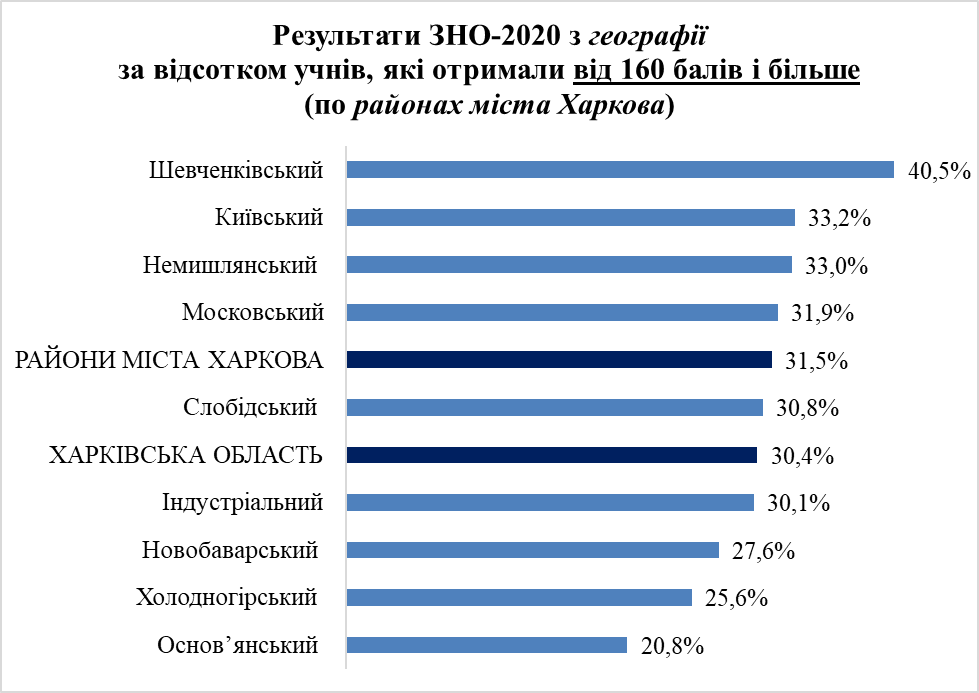 Результати ЗНО-2020 з географії
за відсотком учнів, які отримали від 160 балів і більше
(по районах міста Харкова)
Шевченківський 40,5%
Київський 33,2%
Немишлянський 33,0%
Московський 31,9%
РАЙОНИ МІСТА ХАРКОВА 31,5%
Слобідський 30,8%
ХАРКІВСЬКА ОБЛАСТЬ 30,4%
Індустріальний 30,1%
Новобаварський 27,6%
Холодногірський 25,6%
Основ’янський 20,8%